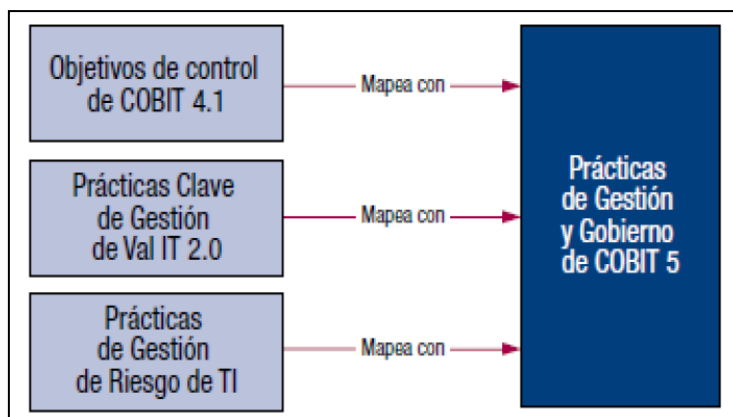 Objetivos de control
de COBIT 4.1
Mapea con
Prácticas Clave
de Gestión
de Val IT 2.0
Mapea con
Prácticas
de Gestión
de Riesgo de TI
Mapea con
Prácticas
de Gestión
y Gobierno
de COBIT 5